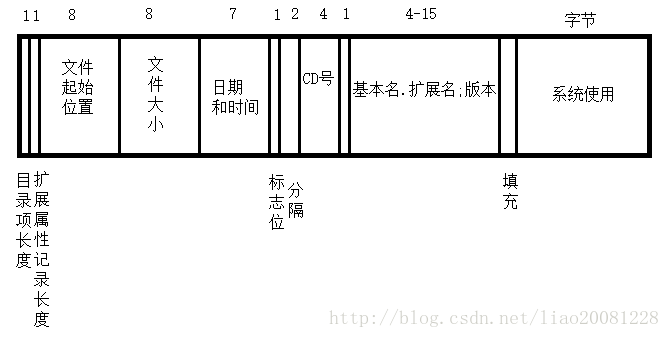 1 1 8 8 7 1 2 4 1 4-15 字节
文件起始位置
文件大小
日期和时间
CD号
基本名.扩展名;版本
系统使用
目录项长度
扩展属性记录长度
标志位
分隔
填充
http://blog.csdn.net/liao20081228